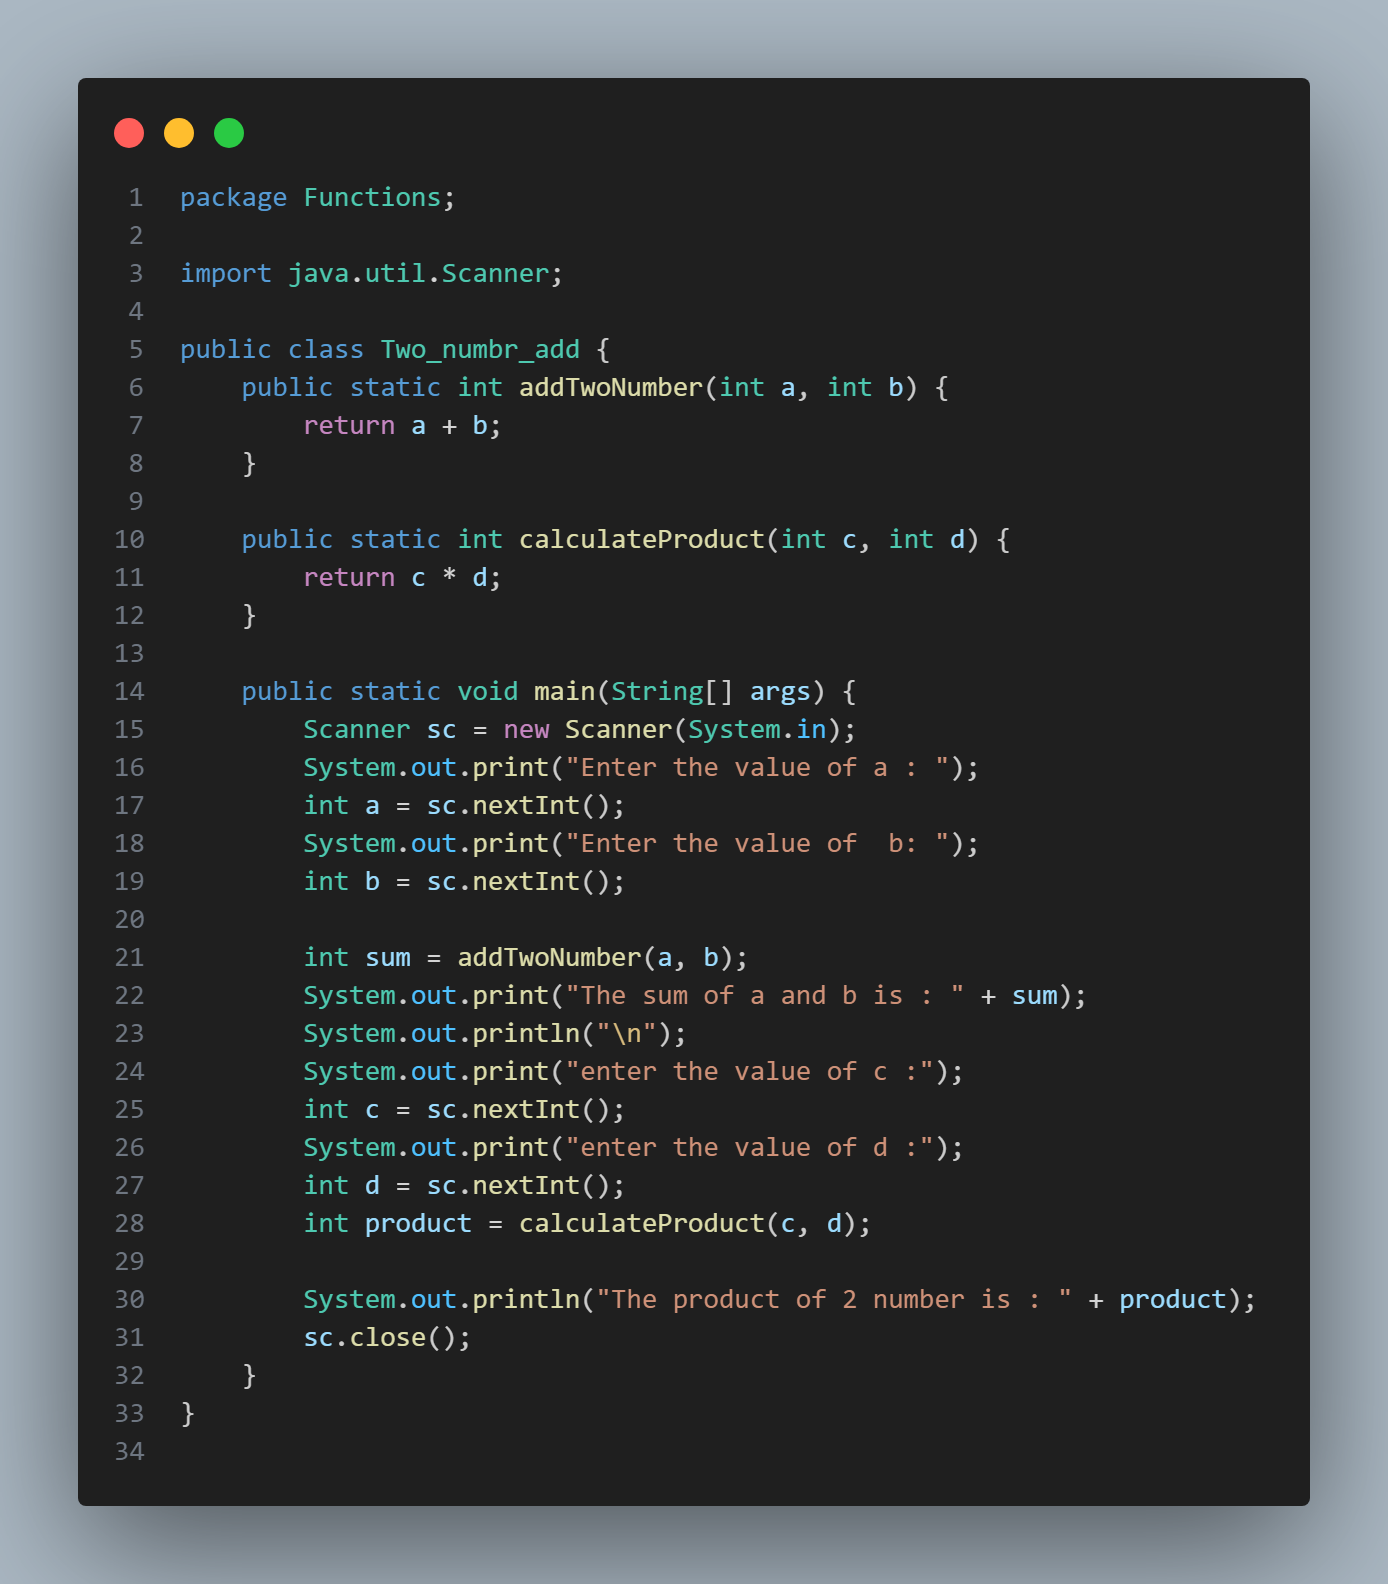 1 package Functions;
2
3 import java.util.Scanner;
4
5 public class Two_numbr_add {
6     public static int addTwoNumber(int a, int b) {
7         return a + b;
8     }
9
10     public static int calculateProduct(int c, int d) {
11         return c * d;
12     }
13
14     public static void main(String[] args) {
15         Scanner sc = new Scanner(System.in);
16         System.out.print("Enter the value of a : ");
17         int a = sc.nextInt();
18         System.out.print("Enter the value of  b: ");
19         int b = sc.nextInt();
20
21         int sum = addTwoNumber(a, b);
22         System.out.print("The sum of a and b is : " + sum);
23         System.out.println("\n");
24         System.out.print("enter the value of c :");
25         int c = sc.nextInt();
26         System.out.print("enter the value of d :");
27         int d = sc.nextInt();
28         int product = calculateProduct(c, d);
29
30         System.out.println("The product of 2 number is : " + product);
31         sc.close();
32     }
33 }
34